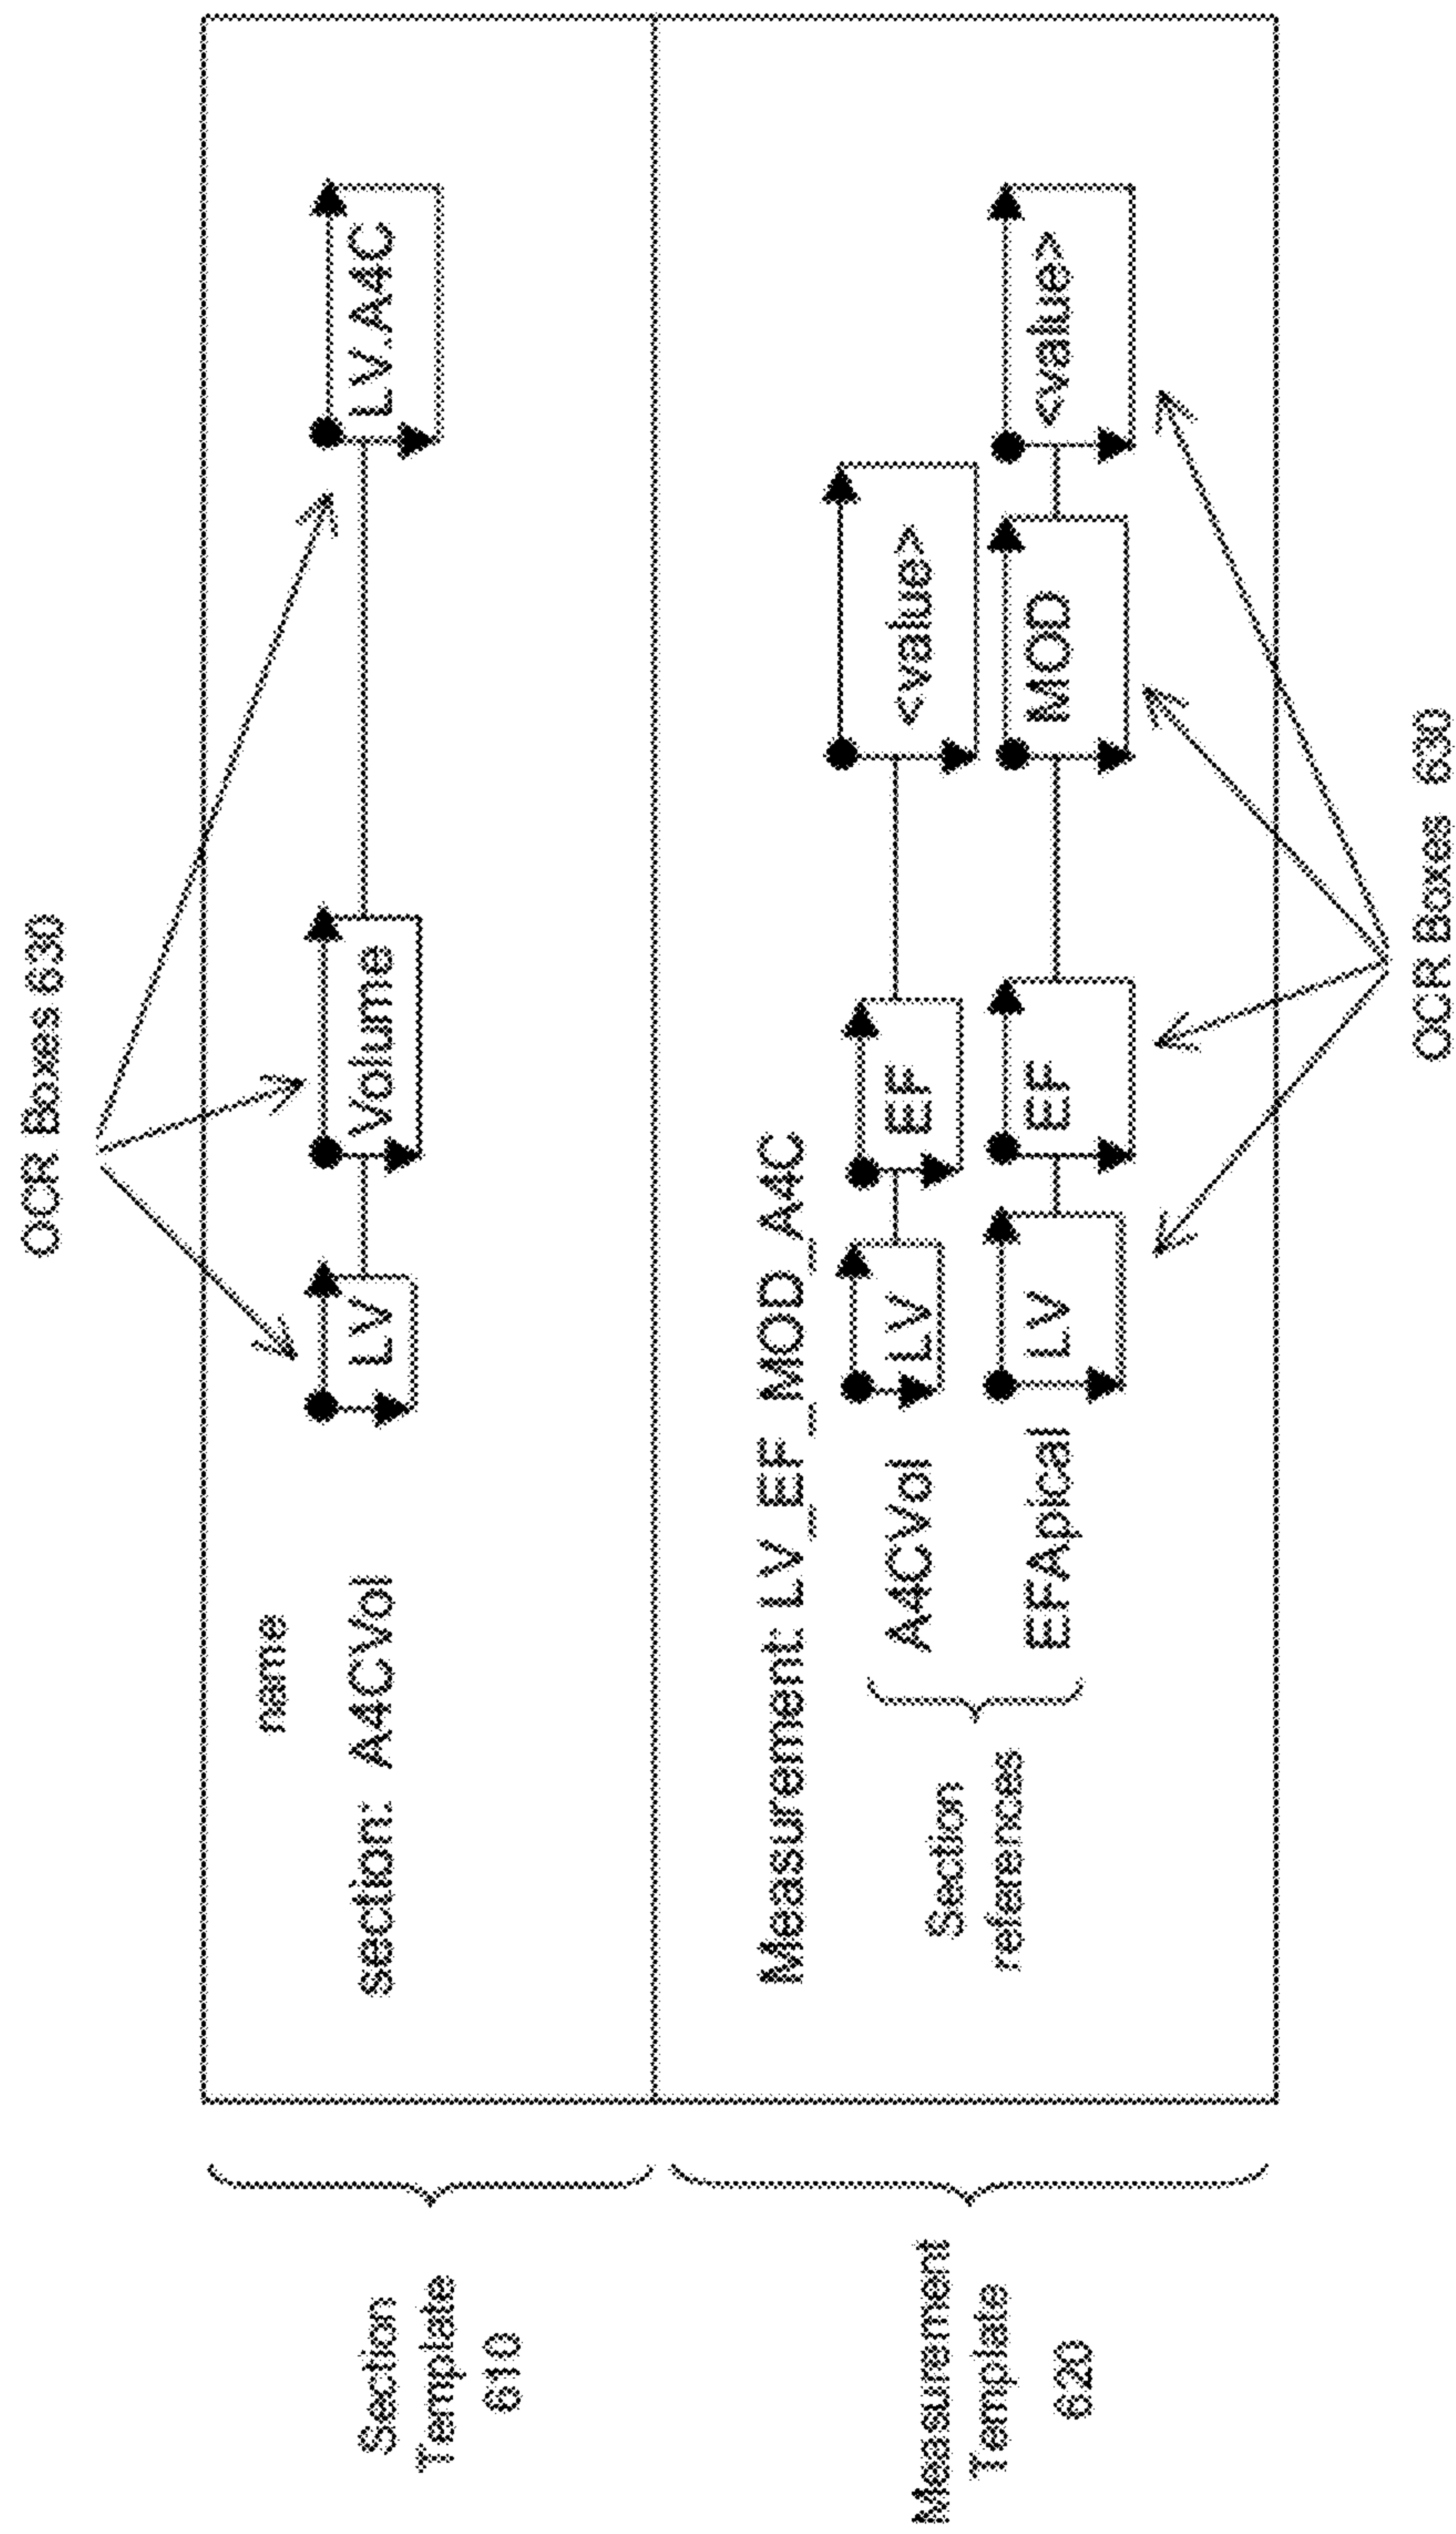 OCR Boxes 630
Section
Template
610
name
section: A4CVol LV Volume LV.A4C
Measurement
Template
620
Measurement: LV_EF_MOD_A4C
Section
references
A4CVol LV EF <value>
EFApical LV EF MOD <value>
OCR Boxes 630